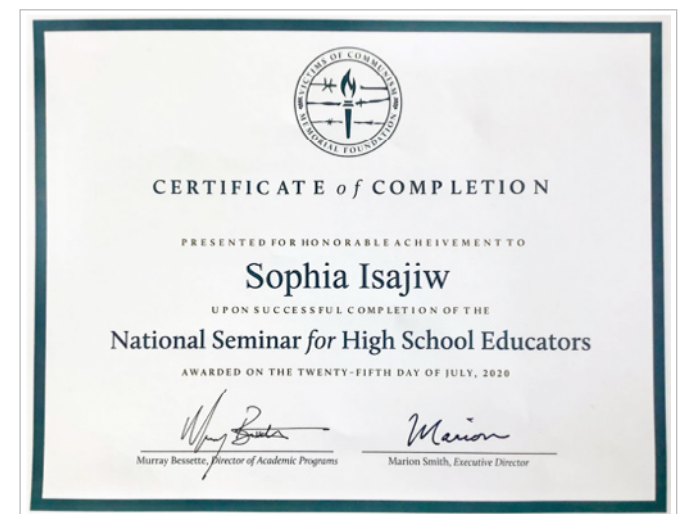 VICTIMS OF COMMUNISM
MEMORIAL FOUNDATION
CERTIFICATE of COMPLETION
PRESENTED FOR HONORABLE ACHEIVEMENT TO
Sophia Isajiw
UPON SUCCESSFUL COMPLETION OF THE
National Seminar for High School Educators
AWARDED ON THE TWENTY-FIFTH DAY OF JULY, 2020
Marion
Murray Bessette, Director of Academic Programs
Marion Smith, Executive Director